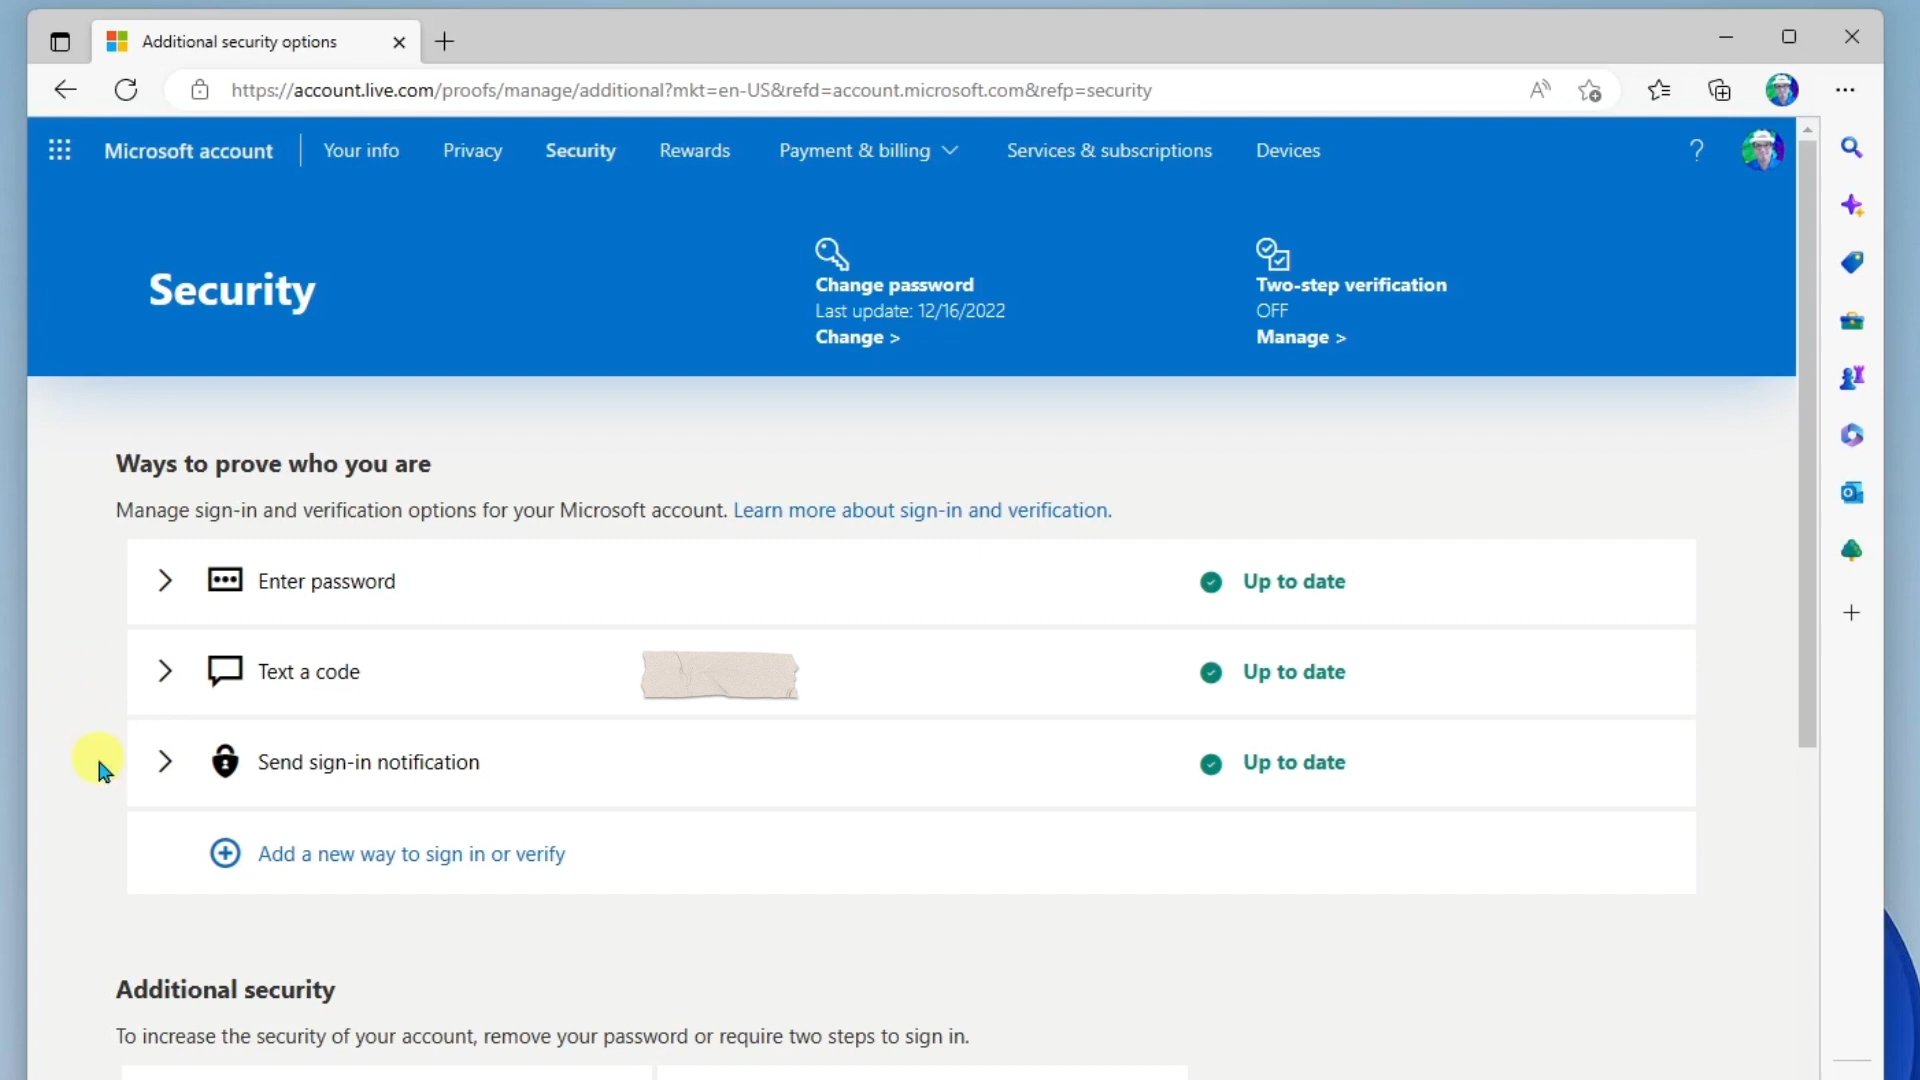 Additional security options
https://account.live.com/proofs/manage/additional?mkt=en-US&refd=account.microsoft.com&refp=security
Microsoft account Your info Privacy Security Rewards Payment & billing Services & subscriptions Devices ?
Security
Change password
Last update: 12/16/2022
Change >
Two-step verification
OFF
Manage >
Ways to prove who you are
Manage sign-in and verification options for your Microsoft account. Learn more about sign-in and verification.
Enter password Up to date
Text a code Up to date
Send sign-in notification Up to date
Add a new way to sign in or verify
Additional security
To increase the security of your account, remove your password or require two steps to sign in.